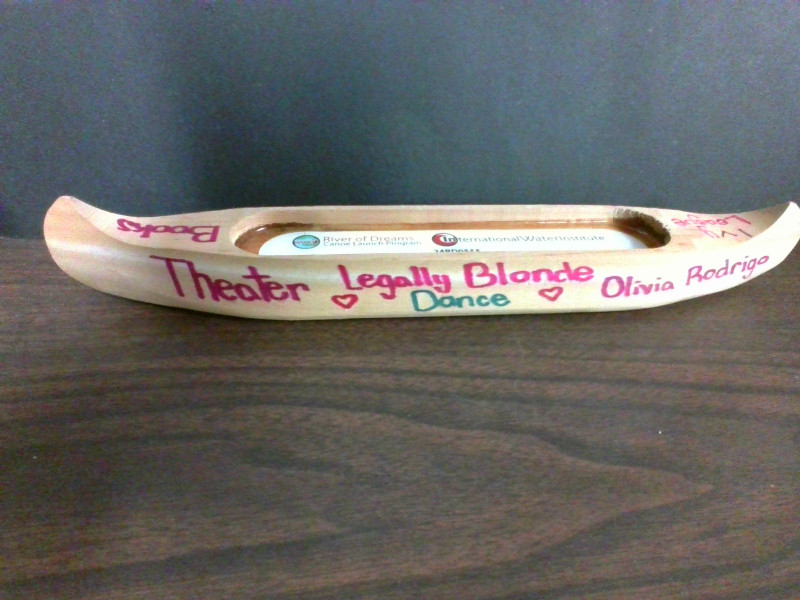 Books
River of Dreams
Canoe Launch Program
InternationalWaterInstitute
Theater
Legally Blonde
Dance
Olivia Rodrigo